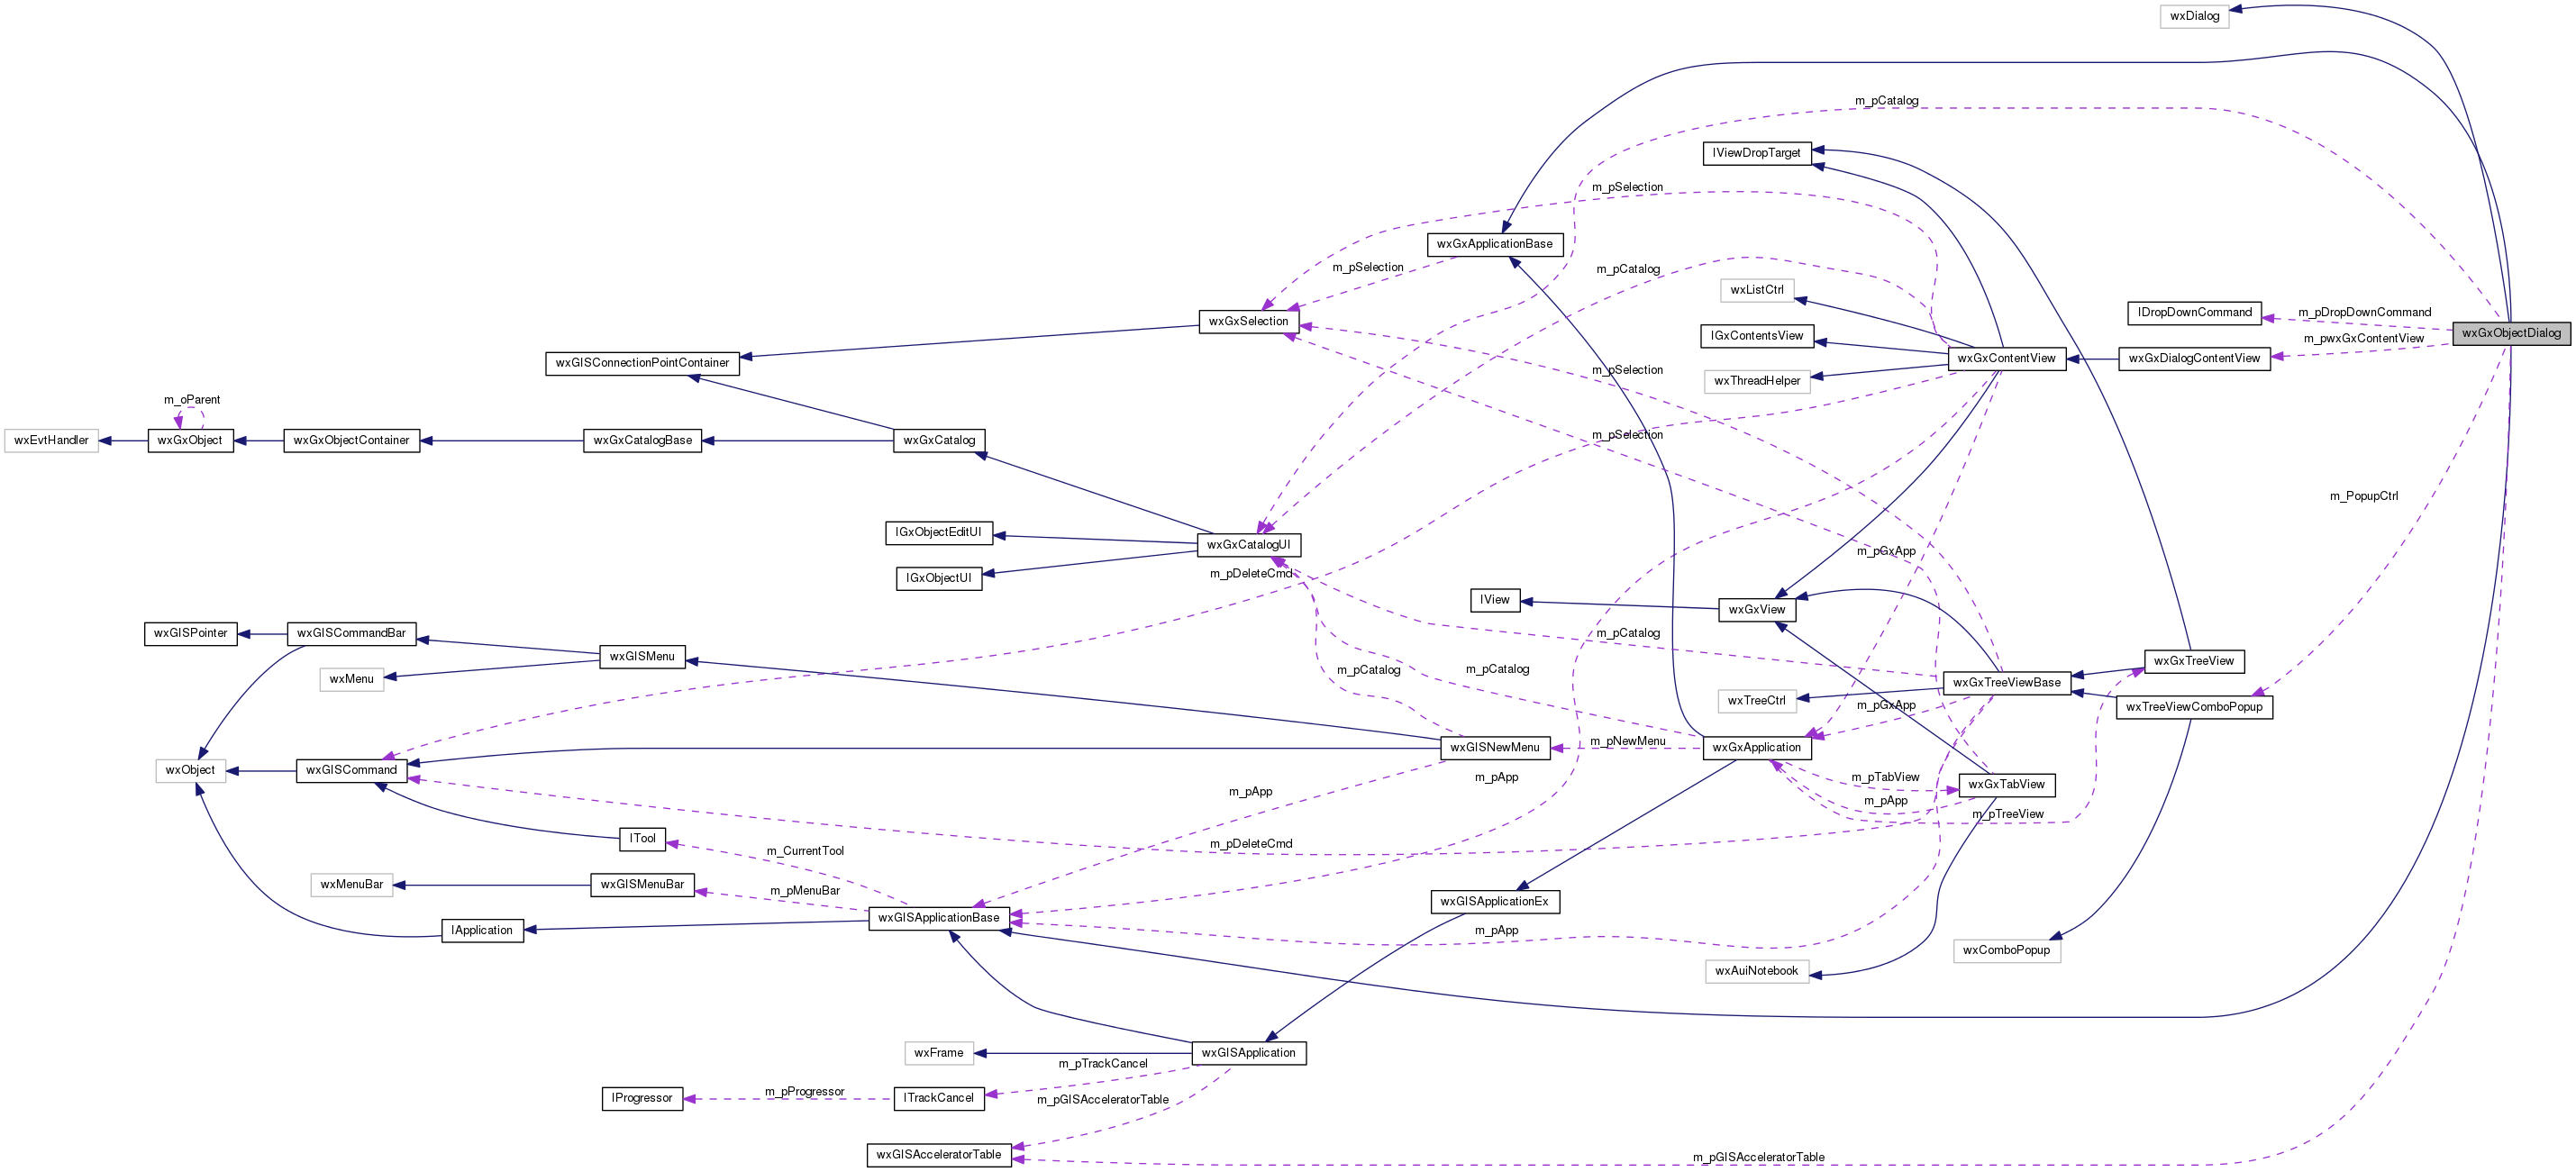 wxDialog
m_pCatalog
IViewDropTarget
m_pSelection
wxGxApplicationBase
m_pSelection
m_pCatalog
wxListCtrl
IDropDownCommand
m_pDropDownCommand
wxGxObjectDialog
wxGxSelection
IGxContentsView
m_pwxGxContentView
wxGISConnectionPointContainer
wxGxContentView
wxGxDialogContentView
m_pSelection
wxThreadHelper
m_oParent
m_pSelection
wxEvtHandler
wxGxObject
wxGxObjectContainer
wxGxCatalogBase
wxGxCatalog
m_PopupCtrl
IGxObjectEditUI
wxGxCatalogUI
m_pGxApp
IGxObjectUI
m_pDeleteCmd
IView
wxGxView
wxGISPointer
wxGISCommandBar
m_pCatalog
wxGISMenu
wxGxTreeView
m_pCatalog
m_pCatalog
wxMenu
wxGxTreeViewBase
wxTreeCtrl
m_pGxApp
wxTreeViewComboPopup
m_pNewMenu
wxGISNewMenu
wxGxApplication
wxObject
wxGISCommand
m_pApp
m_pTabView
wxGxTabView
m_pApp
m_pApp
m_pTreeView
ITool
m_CurrentTool
m_pDeleteCmd
wxMenuBar
wxGISMenuBar
m_pMenuBar
wxGISApplicationEx
wxGISApplicationBase
IApplication
m_pApp
wxComboPopup
wxAuiNotebook
wxFrame
wxGISApplication
m_pTrackCancel
m_pProgressor
IProgressor
ITrackCancel
m_pGISAcceleratorTable
wxGISAcceleratorTable
m_pGISAcceleratorTable